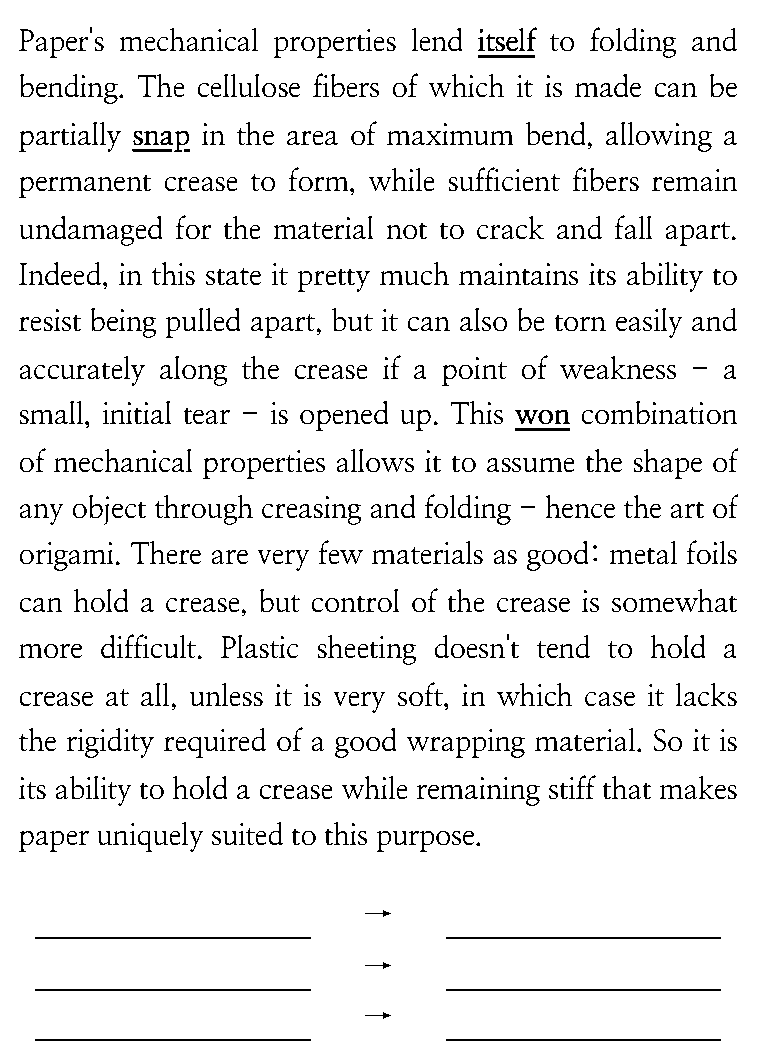 Paper's mechanical properties lend itself to folding and
bending. The cellulose fibers of which it is made can be
partially snap in the area of maximum bend, allowing a
permanent crease to form, while sufficient fibers remain
undamaged for the material not to crack and fall apart.
Indeed, in this state it pretty much maintains its ability to
resist being pulled apart, but it can also be torn easily and
accurately along the crease if a point of weakness - a
small, initial tear - is opened up. This won combination
of mechanical properties allows it to assume the shape of
any object through creasing and folding - hence the art of
origami. There are very few materials as good: metal foils
can hold a crease, but control of the crease is somewhat
more difficult. Plastic sheeting doesn't tend to hold a
crease at all, unless it is very soft, in which case it lacks
the rigidity required of a good wrapping material. So it is
its ability to hold a crease while remaining stiff that makes
paper uniquely suited to this purpose.
→
→
→